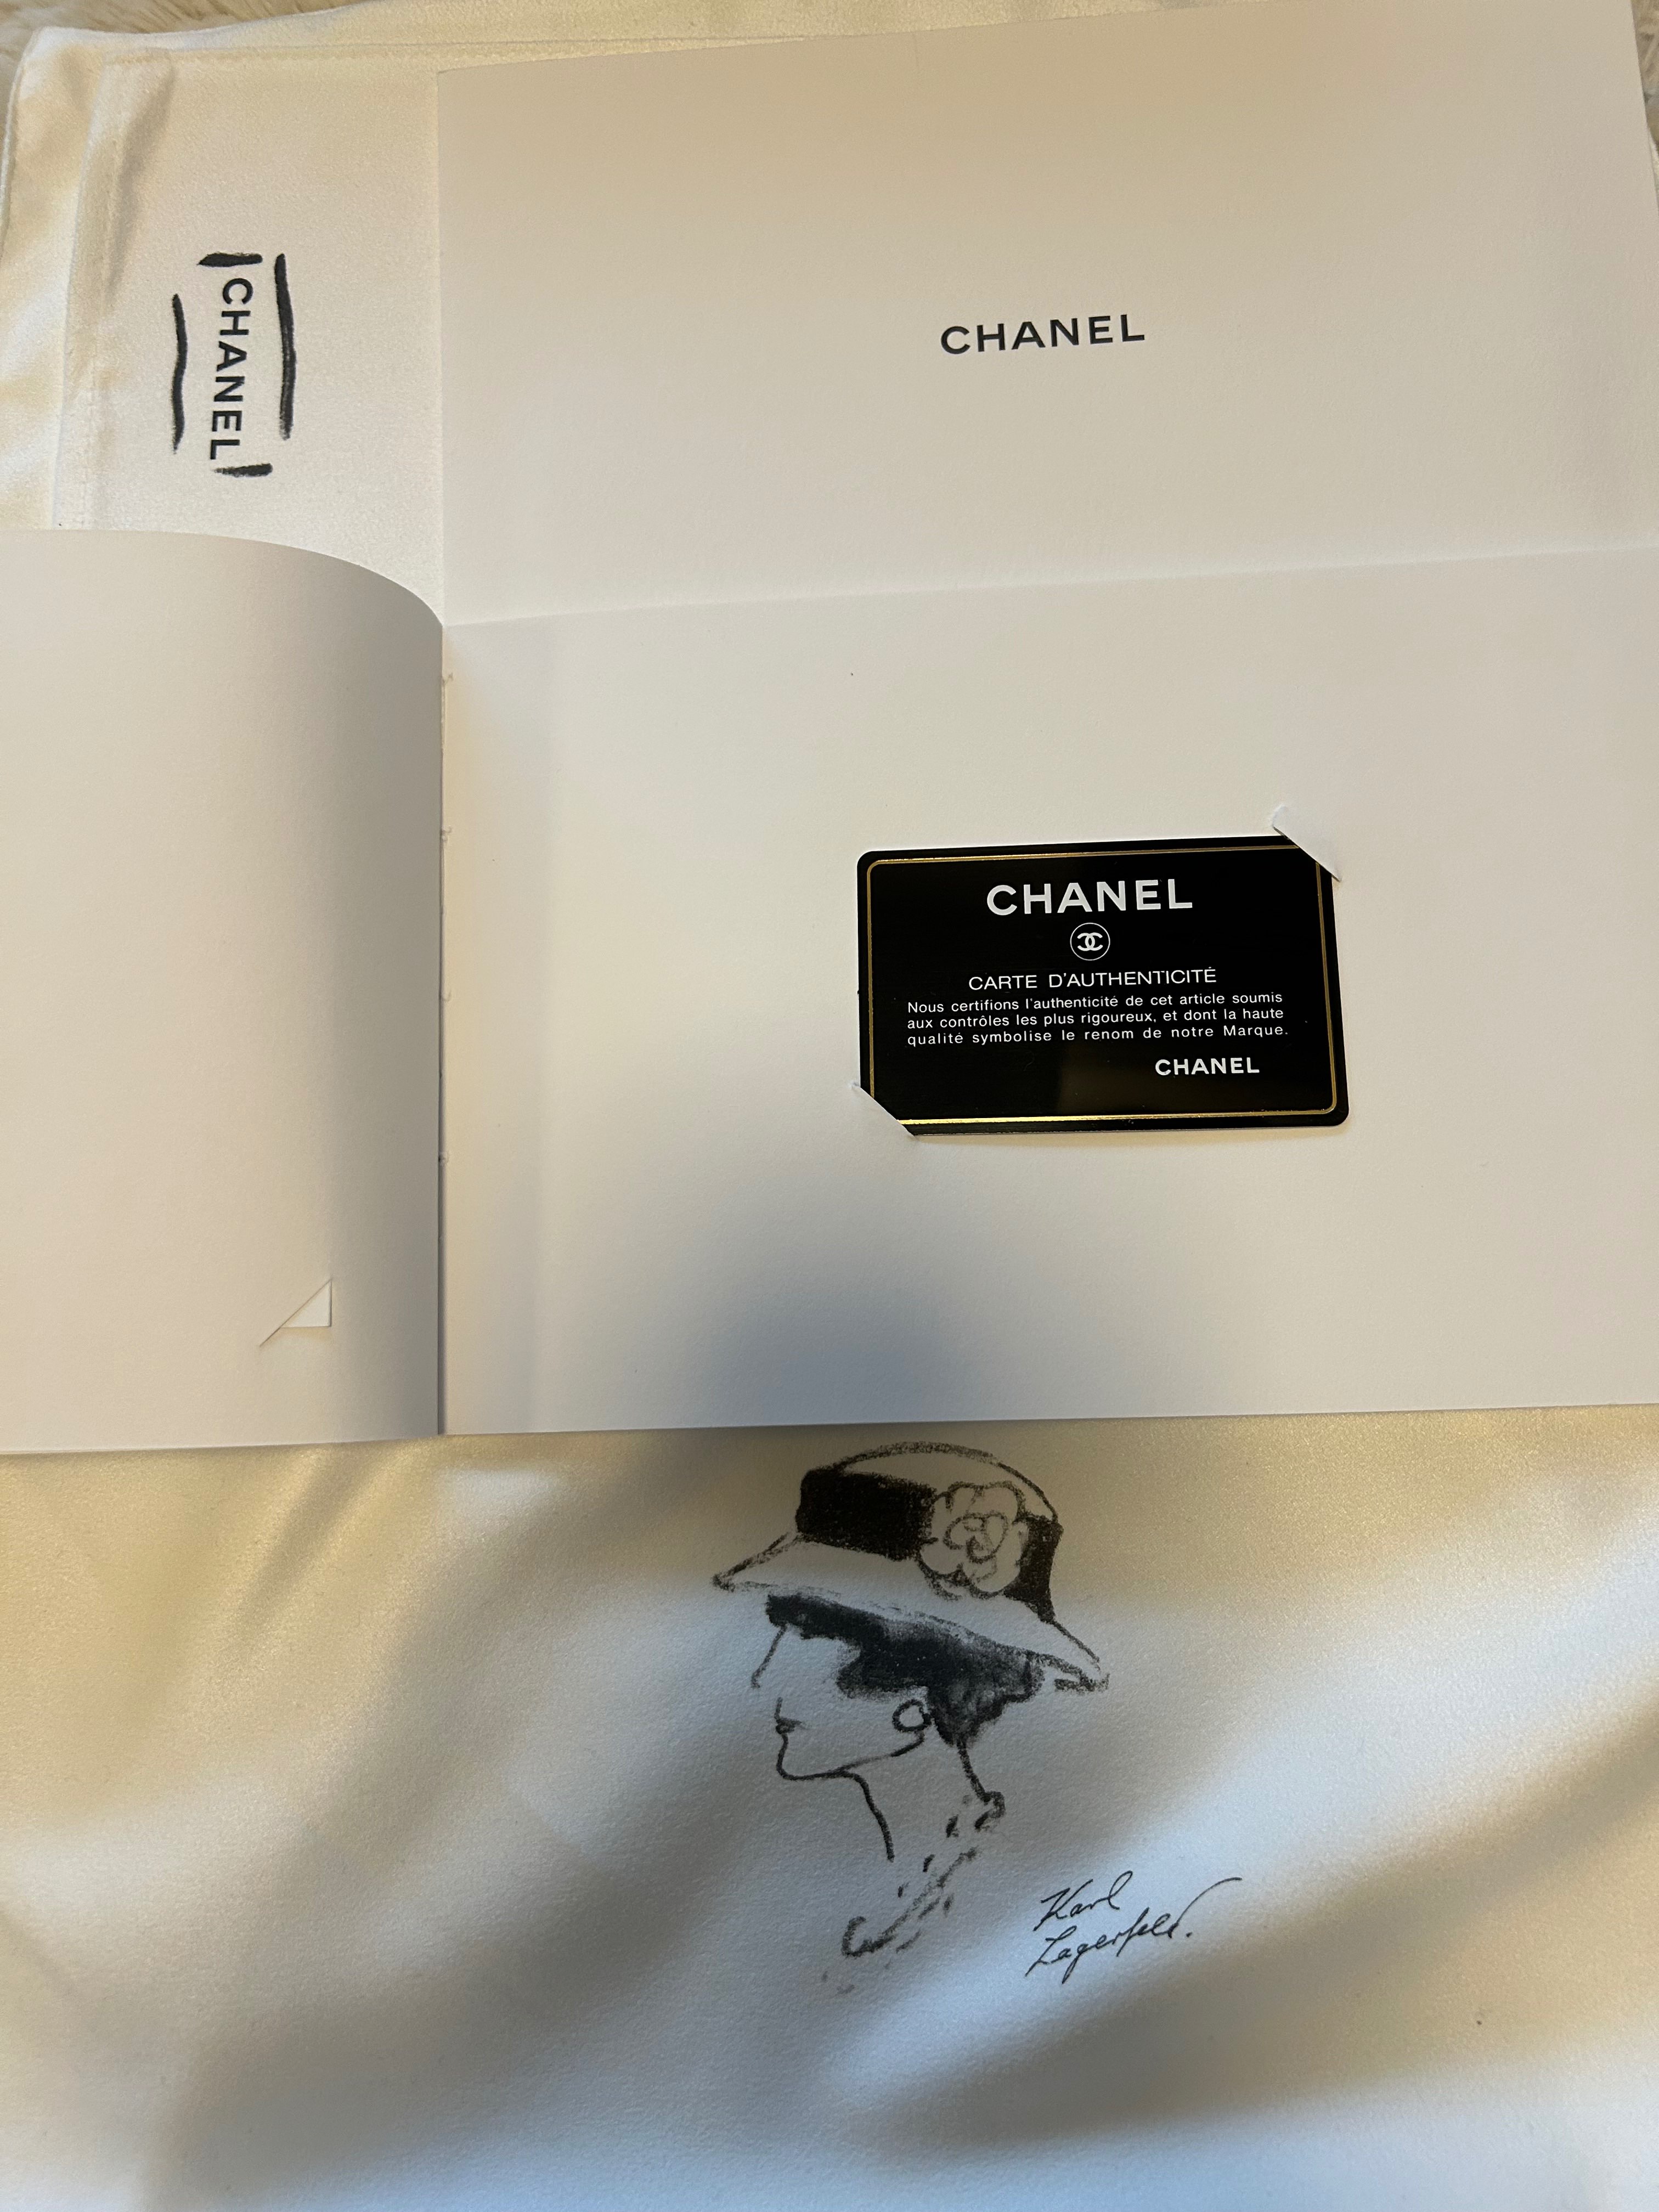 CHANEL
CHANEL
CHANEL
CARTE D'AUTHENTICITÉ
Nous certifions l'authenticité de cet article soumis
aux contrôles les plus rigoureux, et dont la haute
qualité symbolise le renom de notre Marque.
CHANEL
Karl
Lagerfeld.